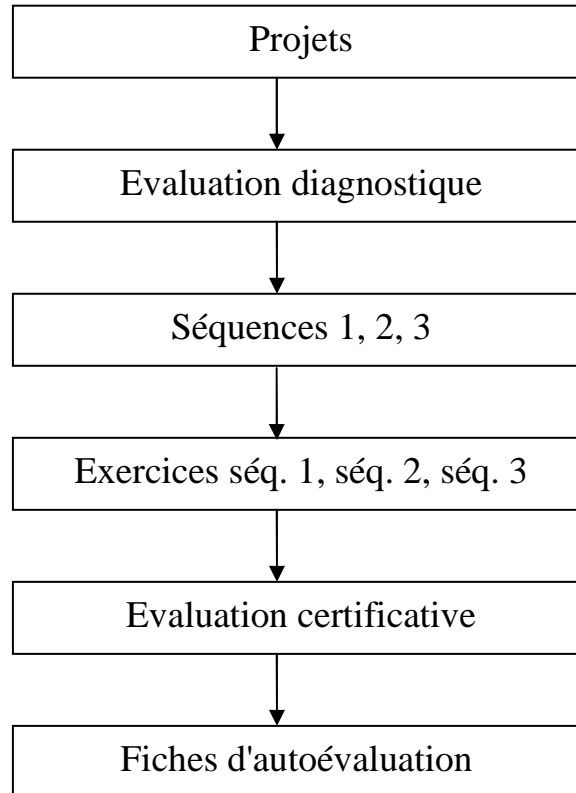 Projets
Evaluation diagnostique
Séquences 1, 2, 3
Exercices séq. 1, séq. 2, séq. 3
Evaluation certificative
Fiches d'autoévaluation